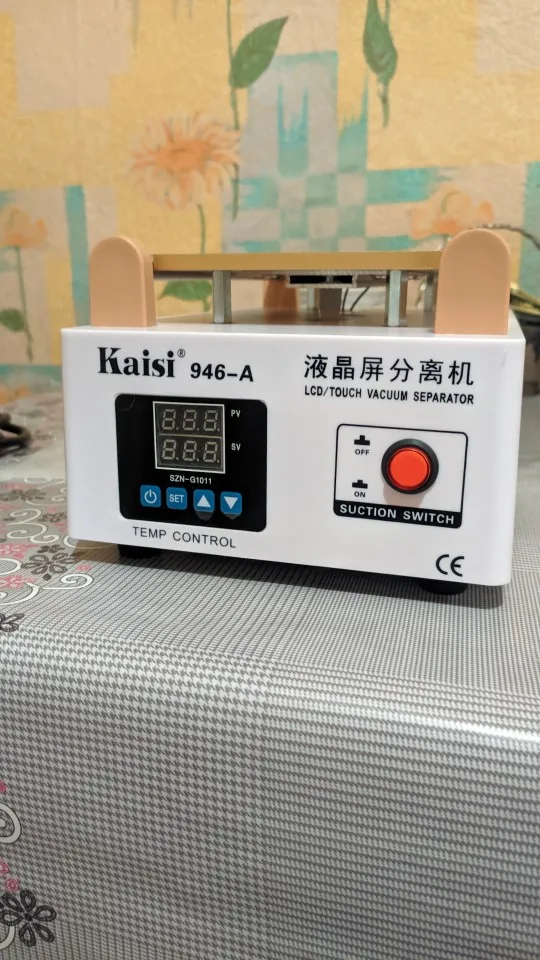 Kaisi® 946-A
液晶屏分离机
LCD/TOUCH VACUUM SEPARATOR
PV
SV
SZN-G1011
SET
TEMP CONTROL
OFF
ON
SUCTION SWITCH
CE